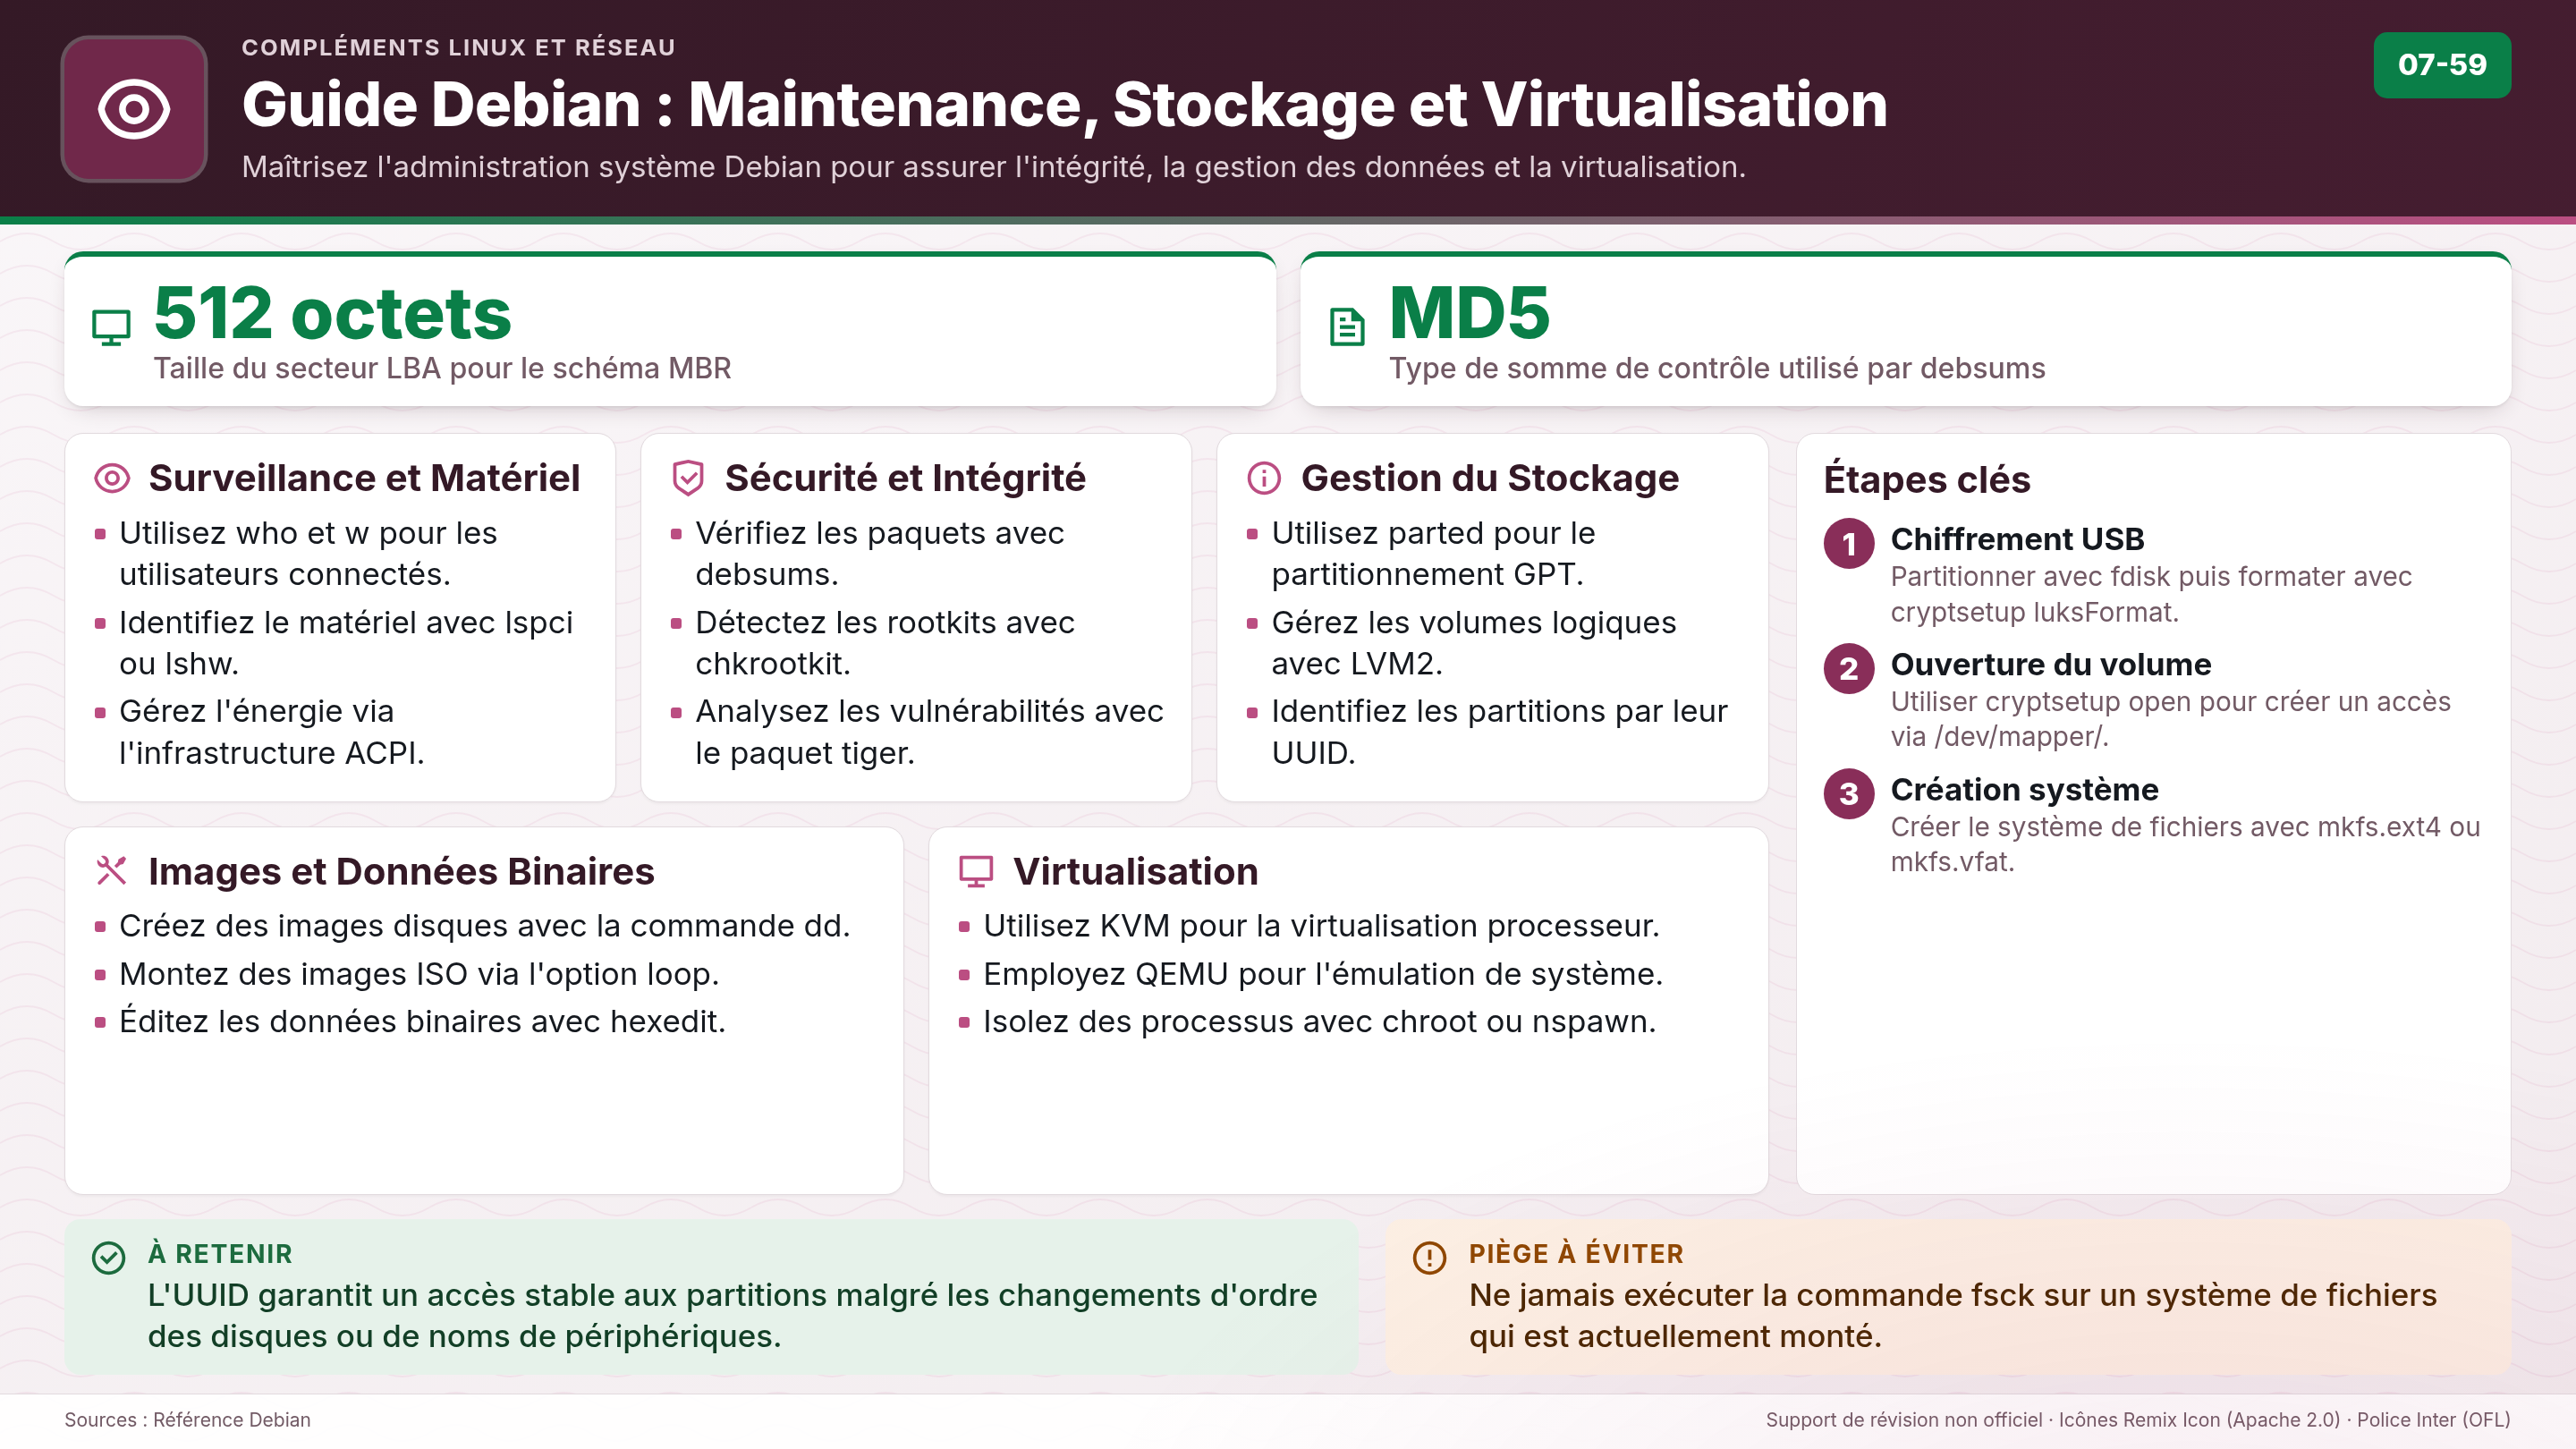 COMPLÉMENTS LINUX ET RÉSEAU
Guide Debian : Maintenance, Stockage et Virtualisation
Maîtrisez l'administration système Debian pour assurer l'intégrité, la gestion des données et la virtualisation.
07-59
512 octets
Taille du secteur LBA pour le schéma MBR
MD5
Type de somme de contrôle utilisé par debsums
Surveillance et Matériel
Utilisez who et w pour les
utilisateurs connectés.
Identifiez le matériel avec lspci
ou lshw.
Gérez l'énergie via
l'infrastructure ACPI.
Sécurité et Intégrité
Vérifiez les paquets avec
debsums.
Détectez les rootkits avec
chkrootkit.
Analysez les vulnérabilités avec
le paquet tiger.
Gestion du Stockage
Utilisez parted pour le
partitionnement GPT.
Gérez les volumes logiques
avec LVM2.
Identifiez les partitions par leur
UUID.
Images et Données Binaires
Créez des images disques avec la commande dd.
Montez des images ISO via l'option loop.
Éditez les données binaires avec hexedit.
Virtualisation
Utilisez KVM pour la virtualisation processeur.
Employez QEMU pour l'émulation de système.
Isolez des processus avec chroot ou nspawn.
Étapes clés
1
Chiffrement USB
Partitionner avec fdisk puis formater avec
cryptsetup luksFormat.
2
Ouverture du volume
Utiliser cryptsetup open pour créer un accès
via /dev/mapper/.
3
Création système
Créer le système de fichiers avec mkfs.ext4 ou
mkfs.vfat.
À RETENIR
L'UUID garantit un accès stable aux partitions malgré les changements d'ordre
des disques ou de noms de périphériques.
PIÈGE À ÉVITER
Ne jamais exécuter la commande fsck sur un système de fichiers
qui est actuellement monté.
Sources : Référence Debian
Support de révision non officiel · Icônes Remix Icon (Apache 2.0) · Police Inter (OFL)